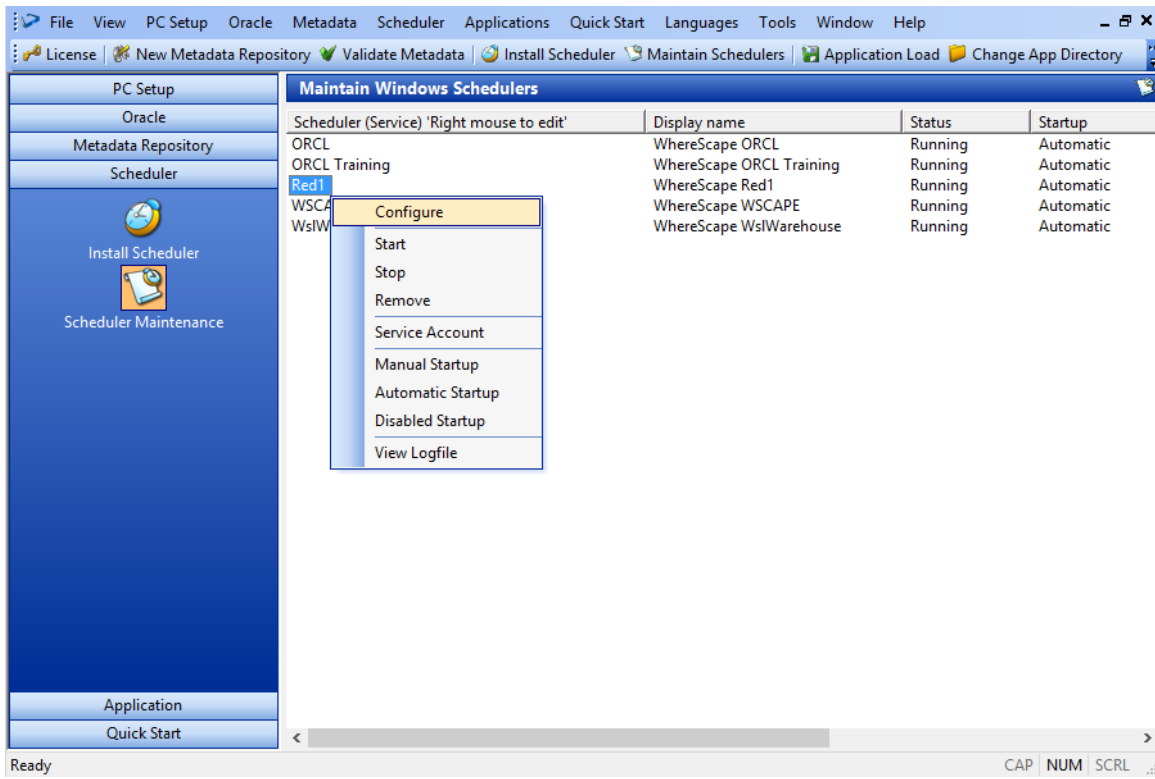 File View PC Setup Oracle Metadata Scheduler Applications Quick Start Languages Tools Window Help
License New Metadata Repository Validate Metadata Install Scheduler Maintain Schedulers Application Load Change App Directory
PC Setup
Oracle
Metadata Repository
Scheduler
Install Scheduler
Scheduler Maintenance
Application
Quick Start
Maintain Windows Schedulers
Scheduler (Service) 'Right mouse to edit' Display name Status Startup
ORCL WhereScape ORCL Running Automatic
ORCL Training WhereScape ORCL Training Running Automatic
Red1 WhereScape Red1 Running Automatic
WSCA WhereScape WSCAPE Running Automatic
WslW WhereScape WslWarehouse Running Automatic
Configure
Start
Stop
Remove
Service Account
Manual Startup
Automatic Startup
Disabled Startup
View Logfile
Ready CAP NUM SCRL